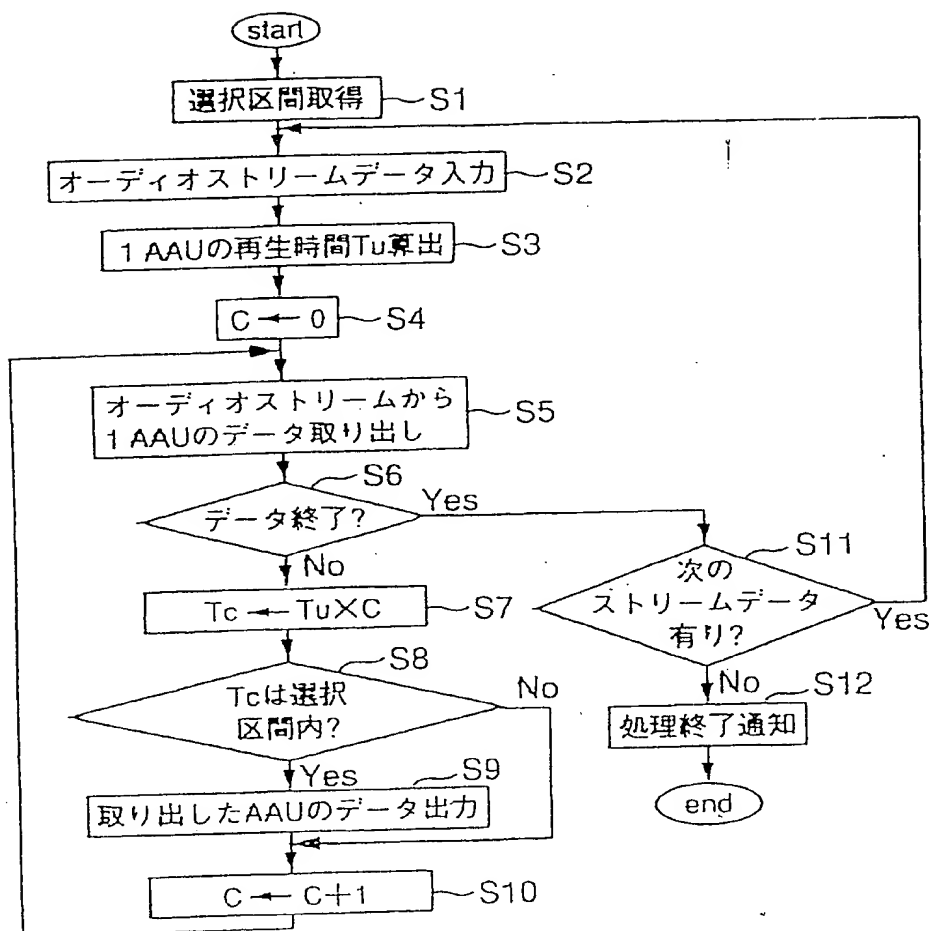 start
選択区間取得
S1
オーディオストリームデータ入力
S2
1 AAUの再生時間Tu算出
S3
C ← 0
S4
オーディオストリームから
1 AAUのデータ取り出し
S5
S6
データ終了?
Yes
No
S11
次の
ストリームデータ
有り?
Yes
Tc ← Tu×C
S7
S8
Tcは選択
区間内?
No
Yes
No
S12
処理終了通知
S9
取り出したAAUのデータ出力
end
C ← C+1
S10